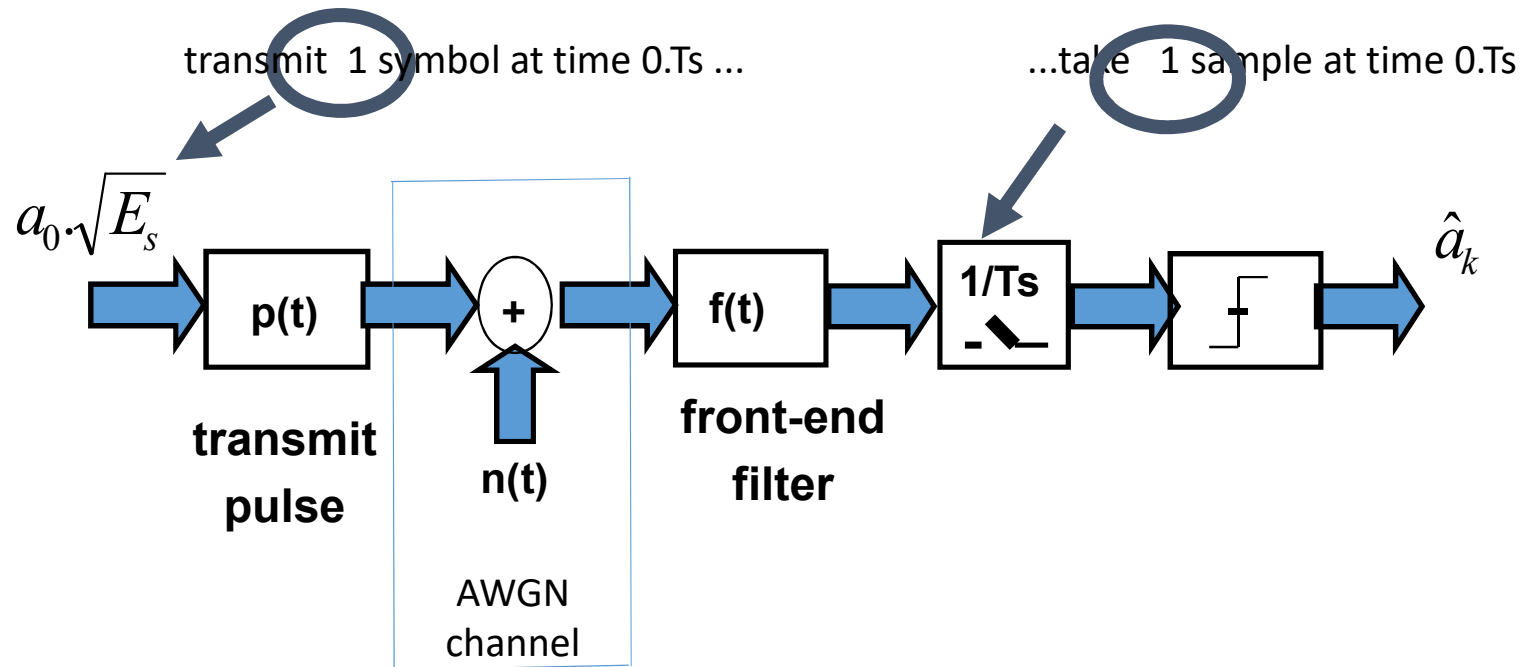 transmit 1 symbol at time 0.Ts ...
...take 1 sample at time 0.Ts
a₀.√Eₛ
p(t)
+
f(t)
1/Ts
âₖ
transmit
pulse
n(t)
front-end
filter
AWGN
channel